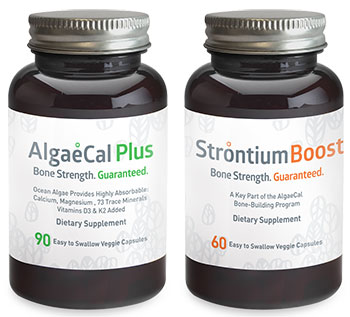 AlgaeCal Plus
Bone Strength. Guaranteed.
Ocean Algae Provides Highly Absorbable:
Calcium, Magnesium, 73 Trace Minerals
Vitamins D3 & K2 Added
Dietary Supplement
90 Easy to Swallow Veggie Capsules
StrontiumBoost
Bone Strength. Guaranteed.
A Key Part of the AlgaeCal
Bone-Building Program
Dietary Supplement
60 Easy to Swallow Veggie Capsules